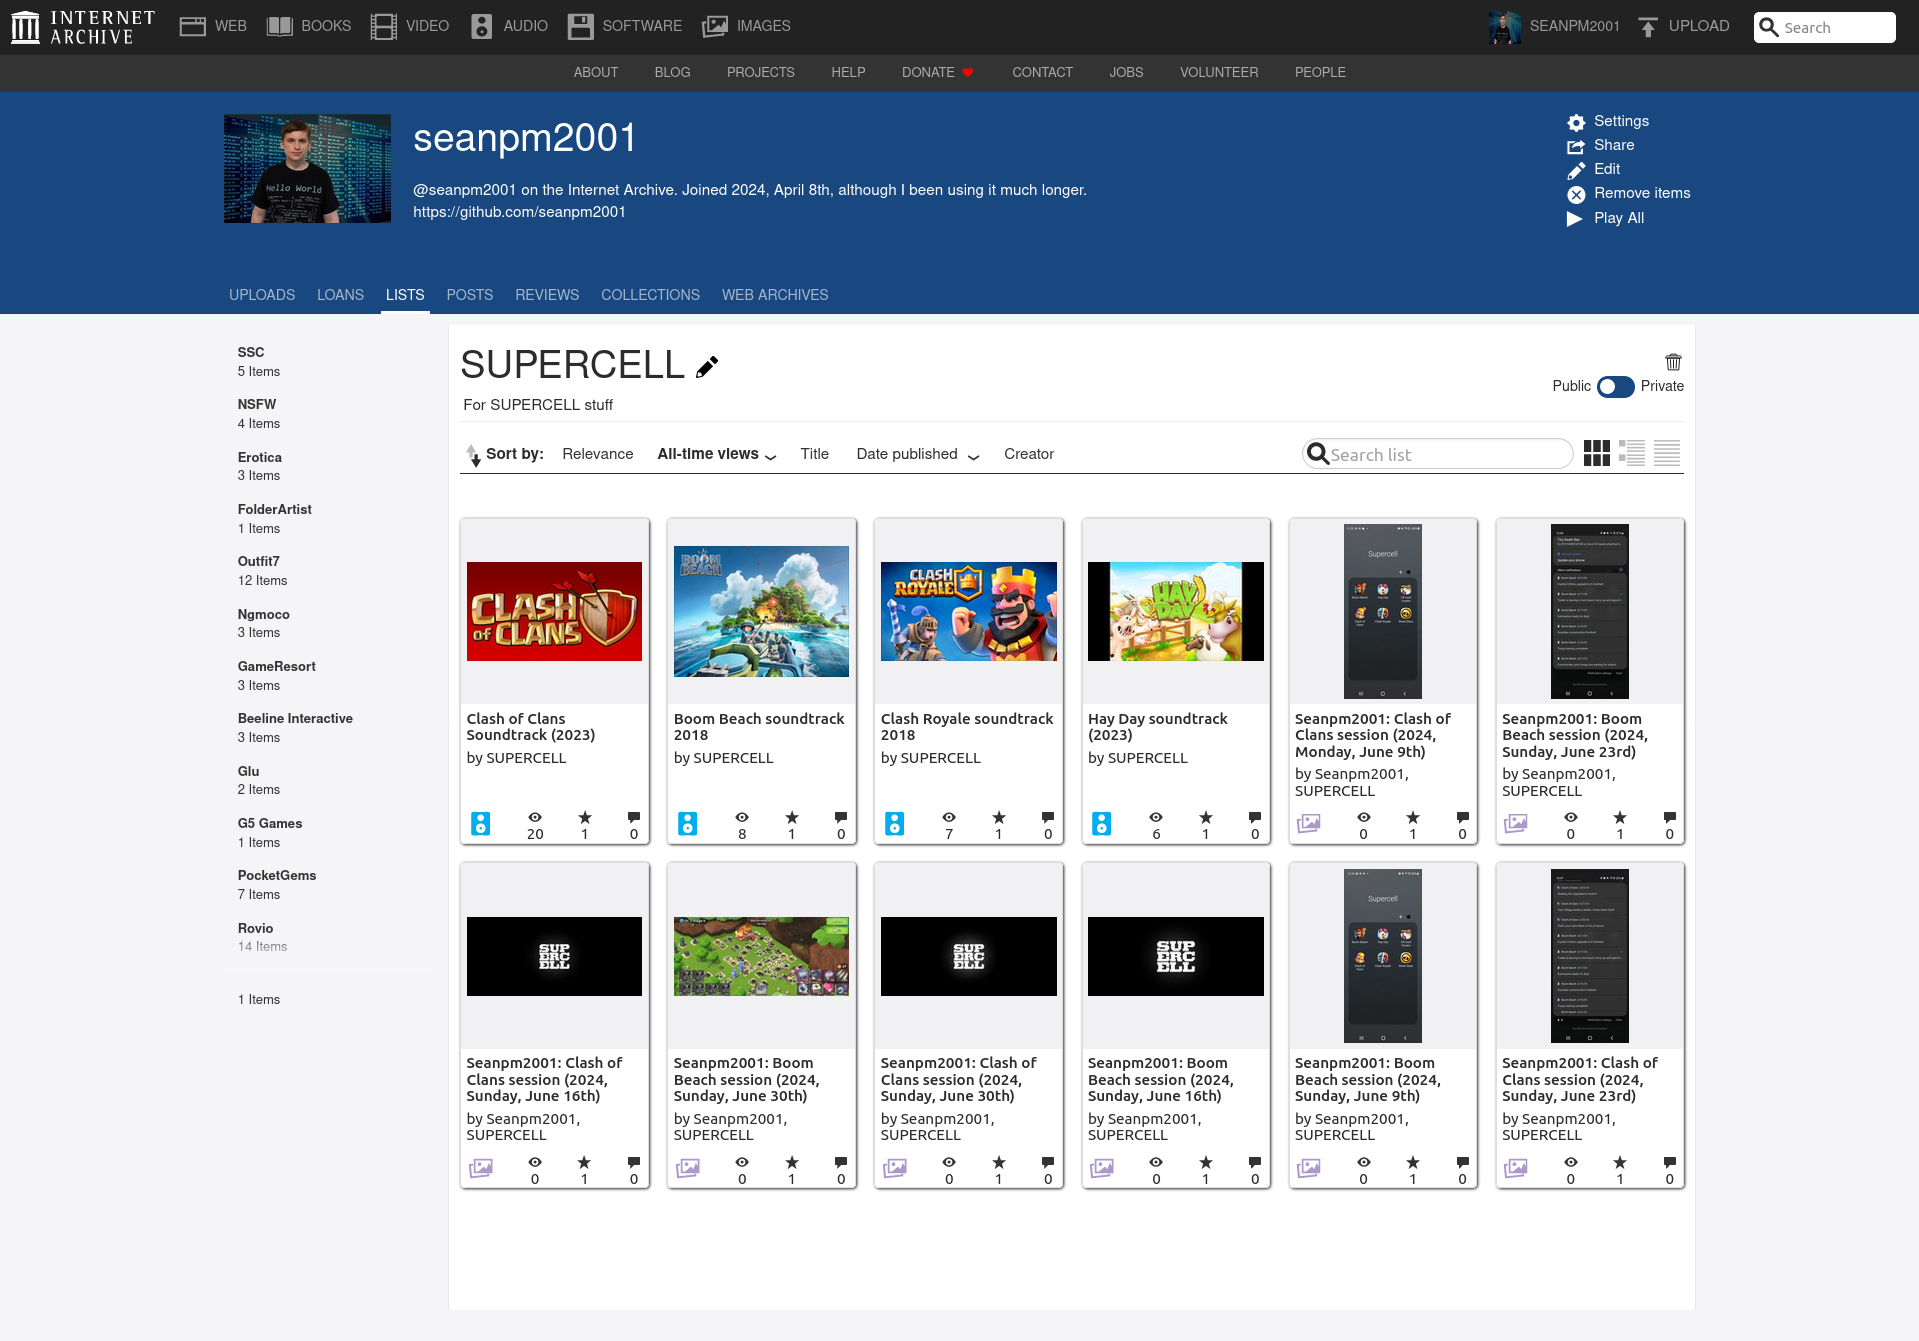 INTERNET
ARCHIVE
WEB
BOOKS
VIDEO
AUDIO
SOFTWARE
IMAGES
SEANPM2001
UPLOAD
Search
ABOUT
BLOG
PROJECTS
HELP
DONATE
CONTACT
JOBS
VOLUNTEER
PEOPLE
Hello World
seanpm2001
@seanpm2001 on the Internet Archive. Joined 2024, April 8th, although I been using it much longer.
https://github.com/seanpm2001
Settings
Share
Edit
Remove items
Play All
UPLOADS
LOANS
LISTS
POSTS
REVIEWS
COLLECTIONS
WEB ARCHIVES
SSC
5 Items
NSFW
4 Items
Erotica
3 Items
FolderArtist
1 Items
Outfit7
12 Items
Ngmoco
3 Items
GameResort
3 Items
Beeline Interactive
3 Items
Glu
2 Items
G5 Games
1 Items
PocketGems
7 Items
Rovio
14 Items
1 Items
SUPERCELL
For SUPERCELL stuff
Public
Private
Sort by:
Relevance
All-time views
Title
Date published
Creator
Search list
CLASH
OF CLANS
Clash of Clans
Soundtrack (2023)
by SUPERCELL
20
1
0
BOOM
BEACH
Boom Beach soundtrack
2018
by SUPERCELL
8
1
0
CLASH
ROYALE
Clash Royale soundtrack
2018
by SUPERCELL
7
1
0
HAY
DAY
Hay Day soundtrack
(2023)
by SUPERCELL
6
1
0
Supercell
Seanpm2001: Clash of
Clans session (2024,
Monday, June 9th)
by Seanpm2001,
SUPERCELL
0
1
0
Seanpm2001: Boom
Beach session (2024,
Sunday, June 23rd)
by Seanpm2001,
SUPERCELL
0
1
0
SUP
ERC
ELL
Seanpm2001: Clash of
Clans session (2024,
Sunday, June 16th)
by Seanpm2001,
SUPERCELL
0
1
0
Seanpm2001: Boom
Beach session (2024,
Sunday, June 30th)
by Seanpm2001,
SUPERCELL
0
1
0
SUP
ERC
ELL
Seanpm2001: Clash of
Clans session (2024,
Sunday, June 30th)
by Seanpm2001,
SUPERCELL
0
1
0
SUP
ERC
ELL
Seanpm2001: Boom
Beach session (2024,
Sunday, June 16th)
by Seanpm2001,
SUPERCELL
0
1
0
Supercell
Seanpm2001: Boom
Beach session (2024,
Sunday, June 9th)
by Seanpm2001,
SUPERCELL
0
1
0
Seanpm2001: Clash of
Clans session (2024,
Sunday, June 23rd)
by Seanpm2001,
SUPERCELL
0
1
0